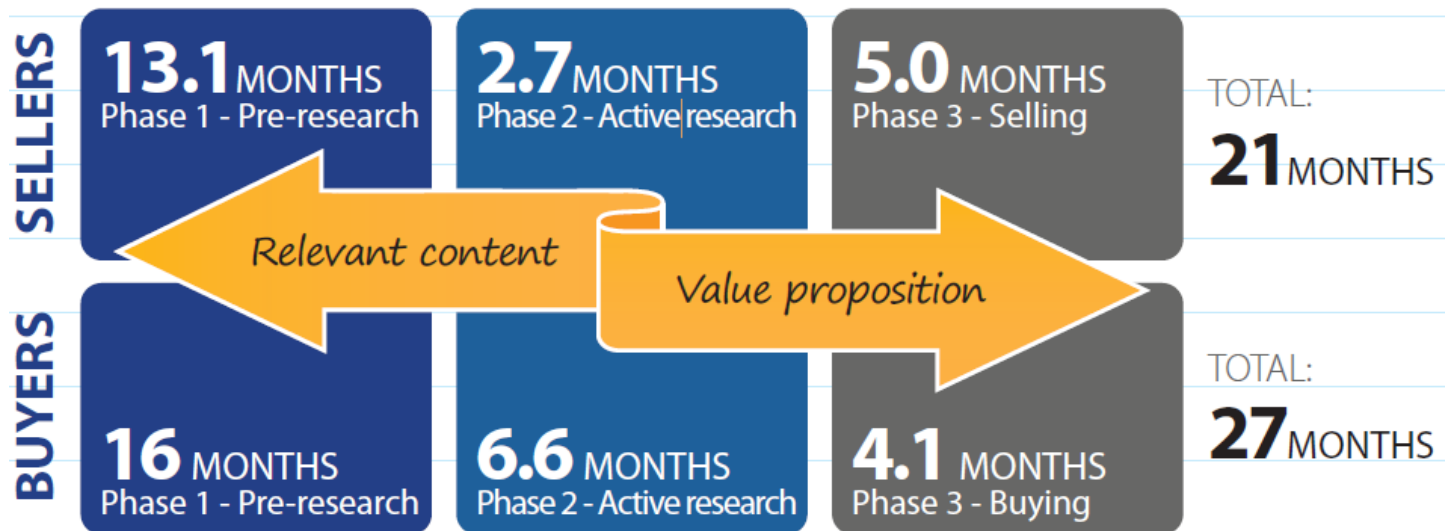 SELLERS
13.1 MONTHS
Phase 1 - Pre-research
2.7 MONTHS
Phase 2 - Active research
5.0 MONTHS
Phase 3 - Selling
TOTAL:
21 MONTHS
Relevant content
Value proposition
BUYERS
16 MONTHS
Phase 1 - Pre-research
6.6 MONTHS
Phase 2 - Active research
4.1 MONTHS
Phase 3 - Buying
TOTAL:
27 MONTHS